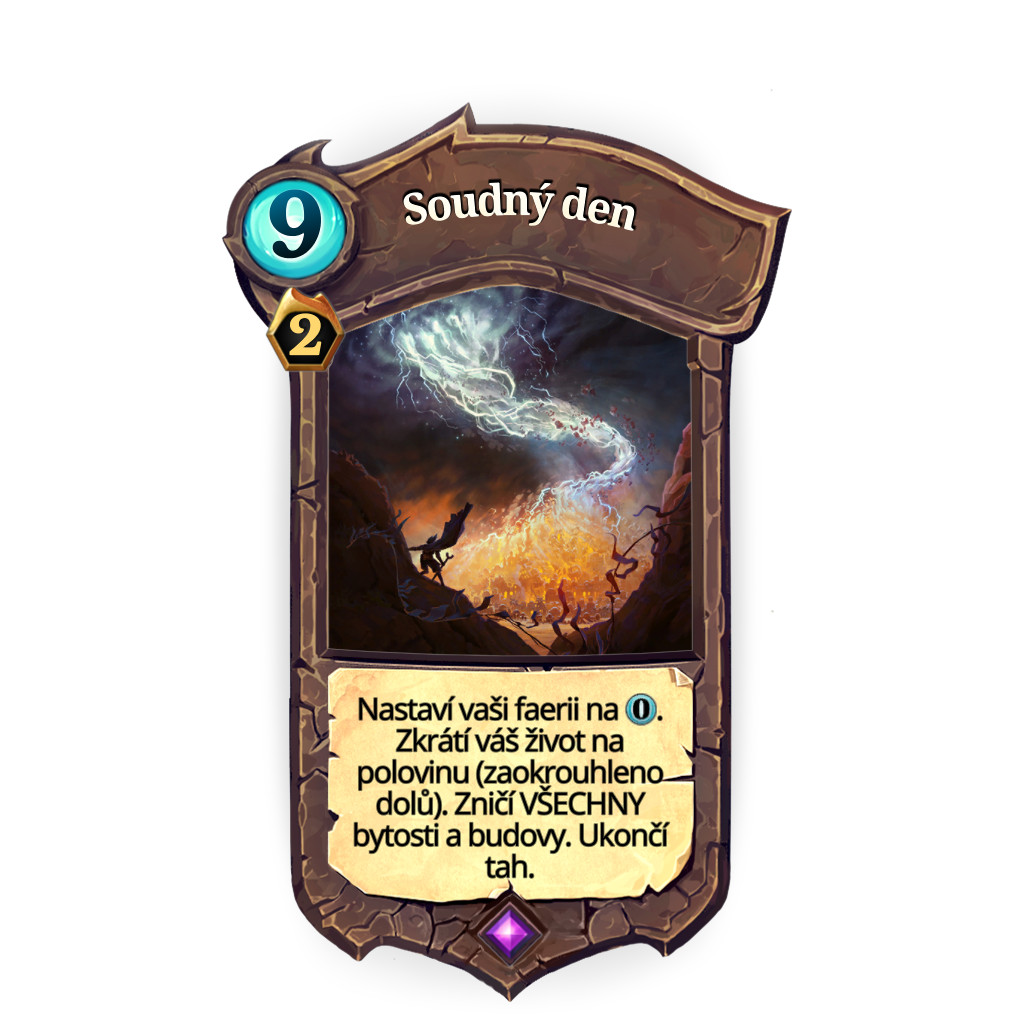 9
Soudný den
2
Nastaví vaši faerii na 0.
Zkrátí váš život na
polovinu (zaokrouhleno
dolů). Zničí VŠECHNY
bytosti a budovy. Ukončí
tah.